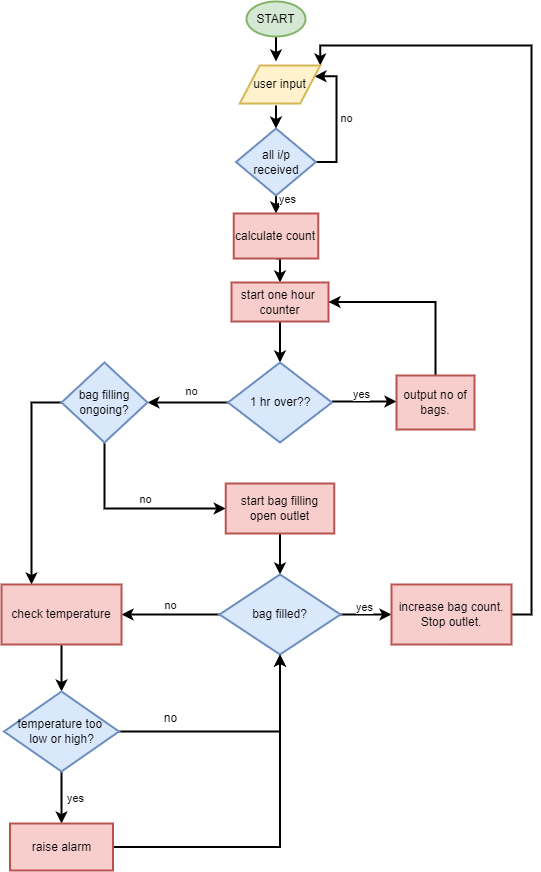 START
user input
no
all i/p
received
yes
calculate count
start one hour
counter
bag filling
ongoing?
no
1 hr over??
yes
output no of
bags.
no
start bag filling
open outlet
check temperature
no
bag filled?
yes
increase bag count.
Stop outlet.
temperature too
low or high?
no
yes
raise alarm